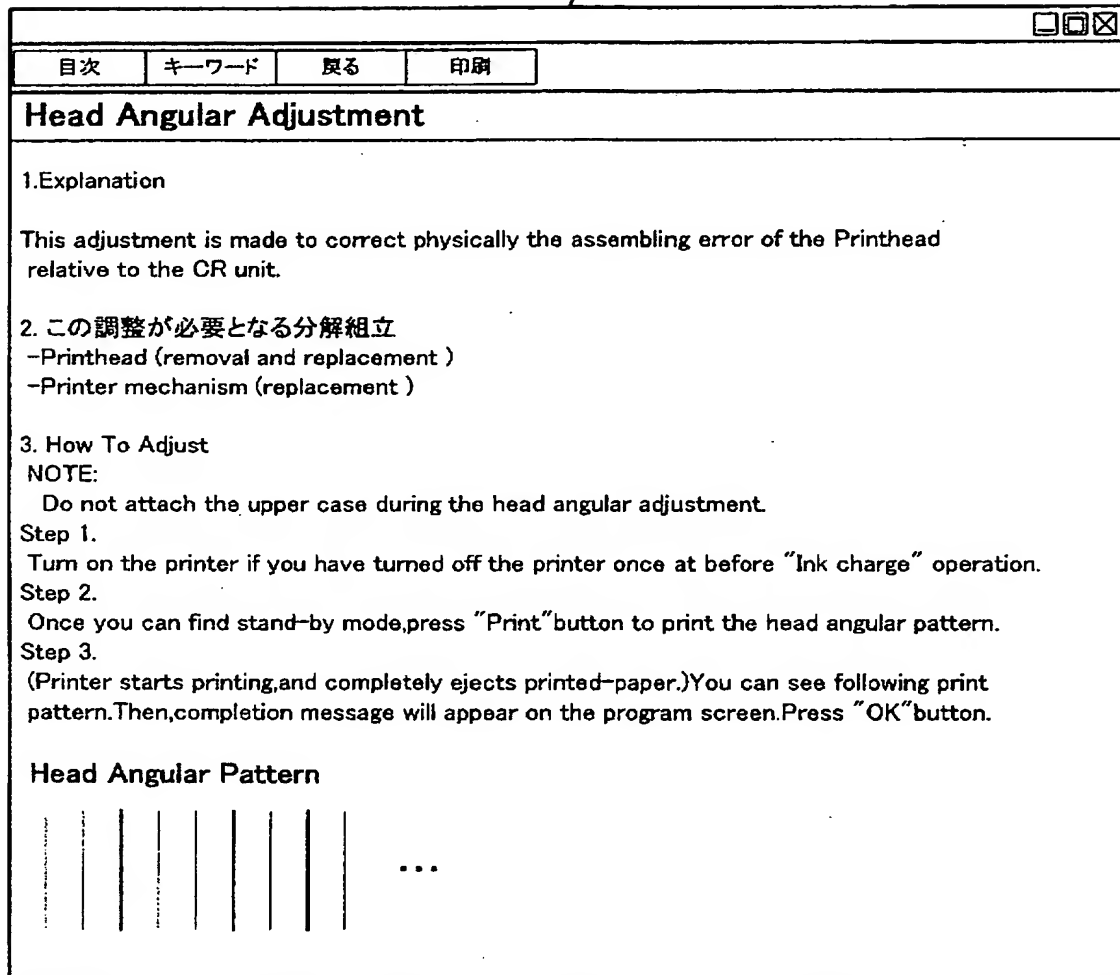 目次 キーワード 戻る 印刷
Head Angular Adjustment
1.Explanation
This adjustment is made to correct physically the assembling error of the Printhead
relative to the CR unit.
2. この調整が必要となる分解組立
-Printhead (removal and replacement )
-Printer mechanism (replacement )
3. How To Adjust
NOTE:
Do not attach the upper case during the head angular adjustment.
Step 1.
Turn on the printer if you have turned off the printer once at before "Ink charge" operation.
Step 2.
Once you can find stand-by mode,press "Print"button to print the head angular pattern.
Step 3.
(Printer starts printing,and completely ejects printed-paper.)You can see following print
pattern.Then,completion message will appear on the program screen.Press "OK"button.
Head Angular Pattern
...